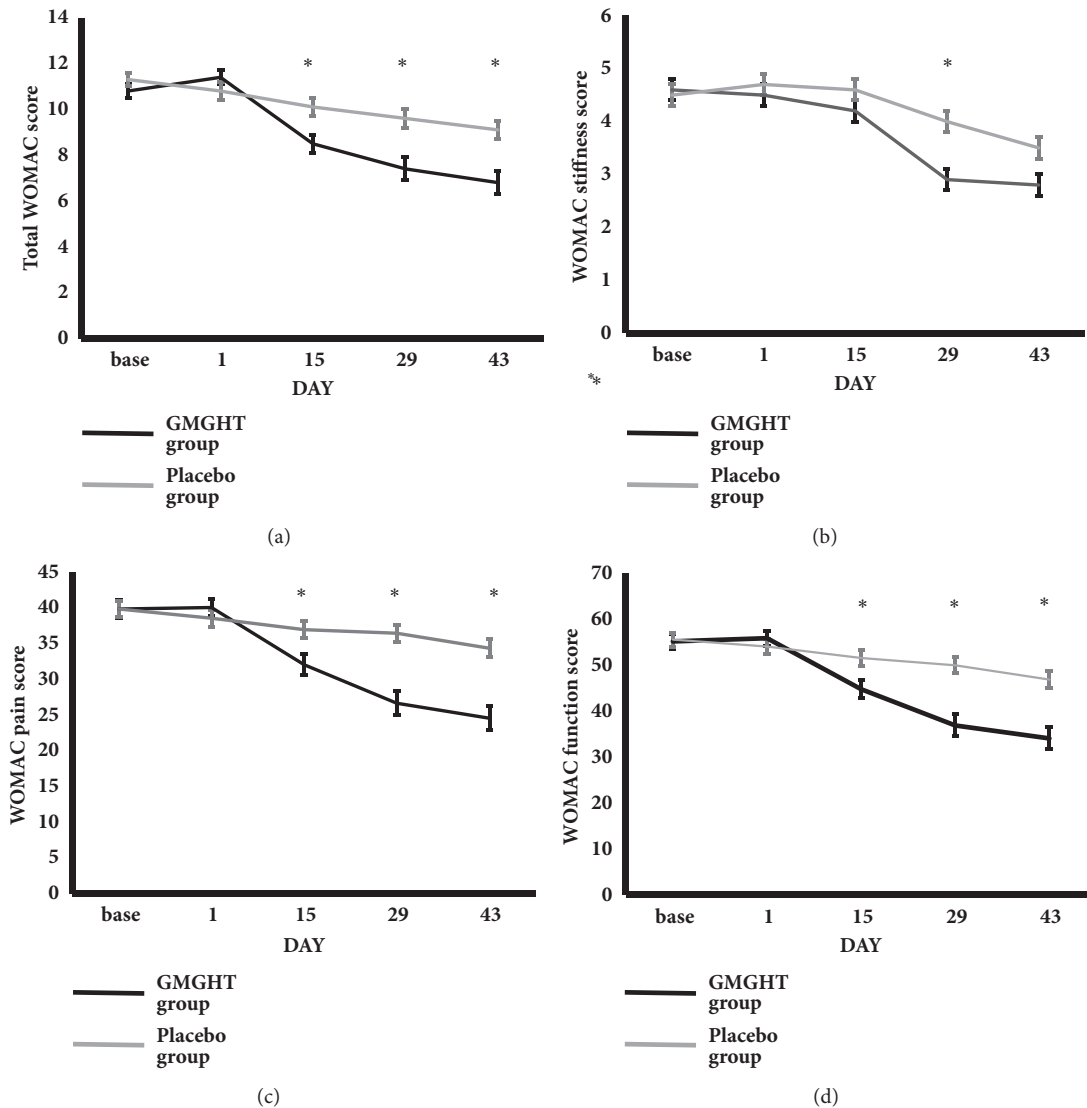 Total WOMAC score
14
12
10
8
6
4
2
0
* * *
base 1 15 29 43
DAY
GMGHT
group
Placebo
group
(a)
WOMAC stiffness score
6
5
4
3
2
1
0
*
base 1 15 29 43
DAY
**
GMGHT
group
Placebo
group
(b)
WOMAC pain score
45
40
35
30
25
20
15
10
5
0
* * *
base 1 15 29 43
DAY
GMGHT
group
Placebo
group
(c)
WOMAC function score
70
60
50
40
30
20
10
0
* * *
base 1 15 29 43
DAY
GMGHT
group
Placebo
group
(d)